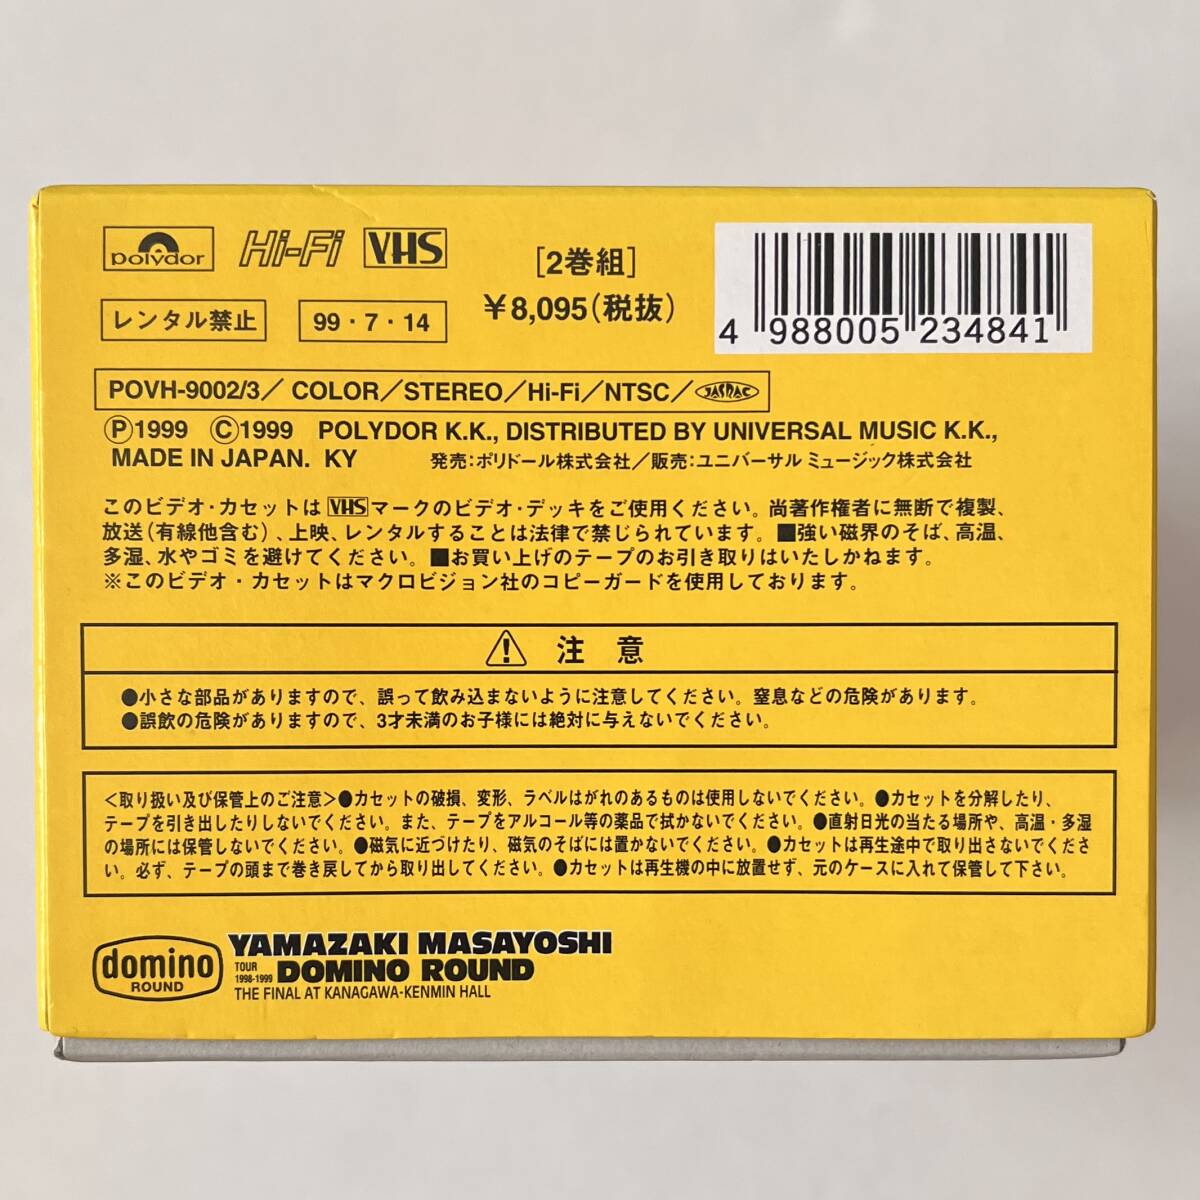 polydor Hi-Fi VHS
[2巻組]
レンタル禁止 99・7・14
¥8,095(税抜)
4 988005 234841
POVH-9002/3／COLOR／STEREO／Hi-Fi／NTSC／JASRAC
Ⓟ1999 Ⓒ1999 POLYDOR K.K., DISTRIBUTED BY UNIVERSAL MUSIC K.K.,
MADE IN JAPAN. KY 発売:ポリドール株式会社／販売:ユニバーサル ミュージック株式会社
このビデオ・カセットは VHS マークのビデオ・デッキをご使用ください。尚著作権者に無断で複製、
放送(有線他含む)、上映、レンタルすることは法律で禁じられています。■強い磁界のそば、高温、
多湿、水やゴミを避けてください。■お買い上げのテープのお引き取りはいたしかねます。
※このビデオ・カセットはマクロビジョン社のコピーガードを使用しております。
注 意
●小さな部品がありますので、誤って飲み込まないように注意してください。窒息などの危険があります。
●誤飲の危険がありますので、3才未満のお子様には絶対に与えないでください。
＜取り扱い及び保管上のご注意＞●カセットの破損、変形、ラベルはがれのあるものは使用しないでください。●カセットを分解したり、
テープを引き出したりしないでください。また、テープをアルコール等の薬品で拭かないでください。●直射日光の当たる場所や、高温・多湿
の場所には保管しないでください。●磁気に近づけたり、磁気のそばには置かないでください。●カセットは再生途中で取り出さないでくださ
い。必ず、テープの頭まで巻き戻してから取り出してください。●カセットは再生機の中に放置せず、元のケースに入れて保管して下さい。
domino
ROUND
YAMAZAKI MASAYOSHI
TOUR
1998-1999 DOMINO ROUND
THE FINAL AT KANAGAWA-KENMIN HALL